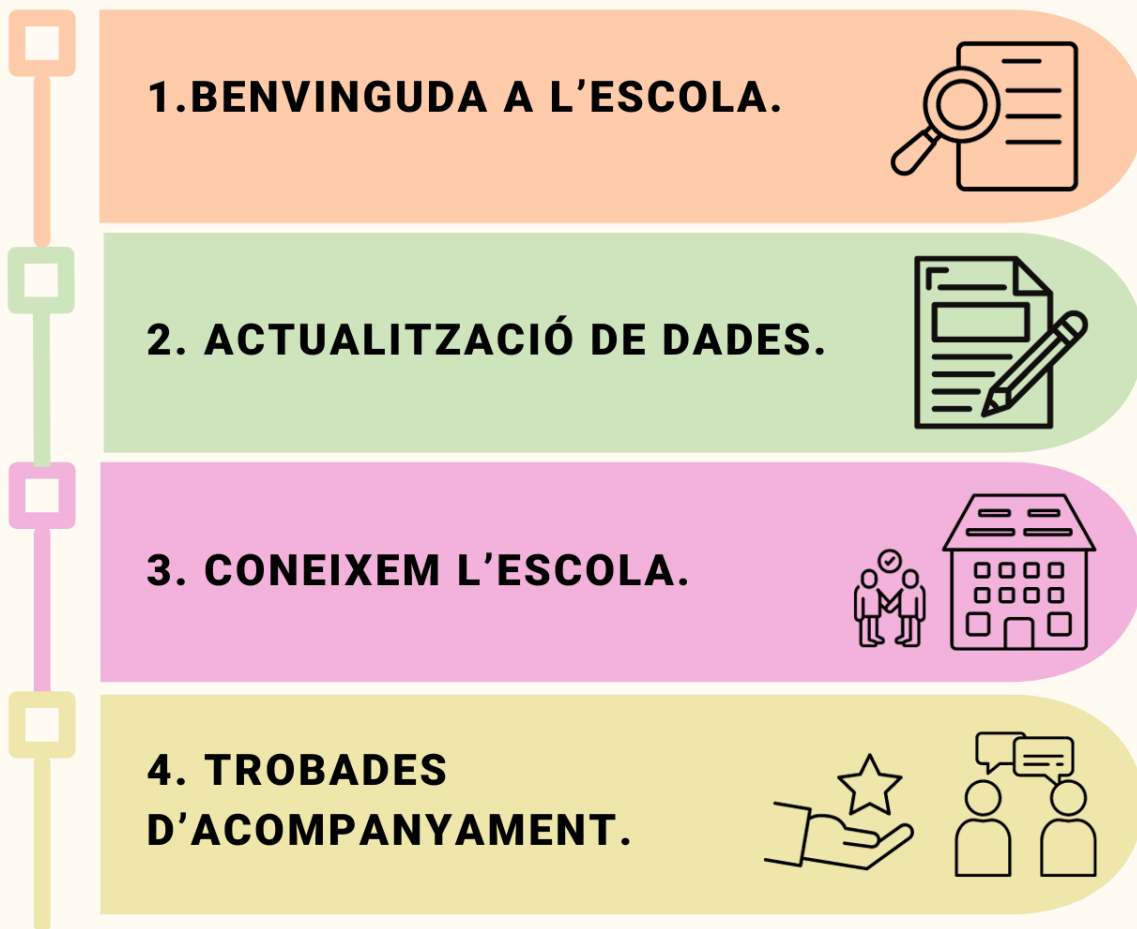 1.BENVINGUDA A L’ESCOLA.
2. ACTUALITZACIÓ DE DADES.
3. CONEIXEM L’ESCOLA.
4. TROBADES
D’ACOMPANYAMENT.